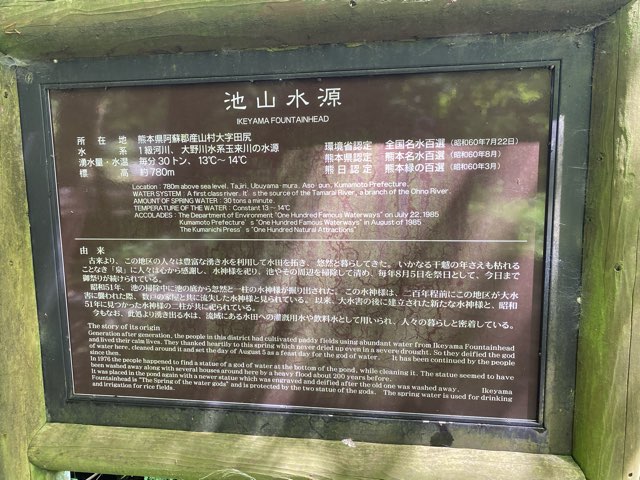 池山水源
IKEYAMA FOUNTAINHEAD
所在地 熊本県阿蘇郡産山村大字田尻
水系 1級河川、大野川水系玉来川の水源
湧水量・水温 毎分30トン、13℃～14℃
標高 約780m
環境省認定 全国名水百選（昭和60年7月22日）
熊本県認定 熊本名水百選（昭和60年8月）
熊日認定 熊本緑の百選（昭和60年3月）
Location : 780m above sea level, Tajiri, Ubuyama-mura, Aso-gun, Kumamoto Prefecture
WATER SYSTEM : A first class river. It's the source of the Tamarai River, a branch of the Ohno River.
AMOUNT OF SPRING WATER : 30 tons a minute.
TEMPERATURE OF THE WATER : Constant 13～14℃
ACCOLADES : The Department of Environment "One Hundred Famous Waterways" on July 22, 1985
Kumamoto Prefecture's "One Hundred Famous Waterways" in August of 1985
The Kumanichi Press's "One Hundred Natural Attractions"
由来
古来より、この地区の人々は豊富な湧き水を利用して水田を拓き、悠然と暮らしてきた。いかなる干魃の年さえも枯れる
ことなき「泉」に人々は心から感謝し、水神様を祀り、池やその周辺を掃除して清め、毎年8月5日を祭日として、今日まで
御祭りが続けられている。
昭和51年、池の掃除中に池の底から忽然と一柱の水神様が掘り出された。この水神様は、二百年程前にこの地区が大水
害に襲われた際、数戸の家屋と共に流失した水神様と見られている。以来、大水害の後に建立された新たな水神様と、昭和
51年に見つかった水神様の二柱が共に祀られている。
今もなお、此処より湧き出る水は、流域にある水田への灌漑用水や飲料水として用いられ、人々の暮らしと密着している。
The story of its origin
Generation after generation, the people in this district had cultivated paddy fields using abundant water from Ikeyama Fountainhead
and lived their calm lives. They thanked heartily to this spring which never dried up even in a severe drought. So they deified the god
of water here, cleaned around it and set the day of August 5 as a feast day for the god of water. It has been continued by the people
since then.
In 1976 the people happened to find a statue of a god of water at the bottom of the pond, while cleaning it. The statue seemed to have
been washed away along with several houses around here by a heavy flood about 200 years before.
It was placed in the pond again with a newer statue which was engraved and deified after the old one was washed away. Ikeyama
Fountainhead is "The Spring of the water gods" and is protected by the two statue of the gods. The spring water is used for drinking
and irrigation for rice fields.